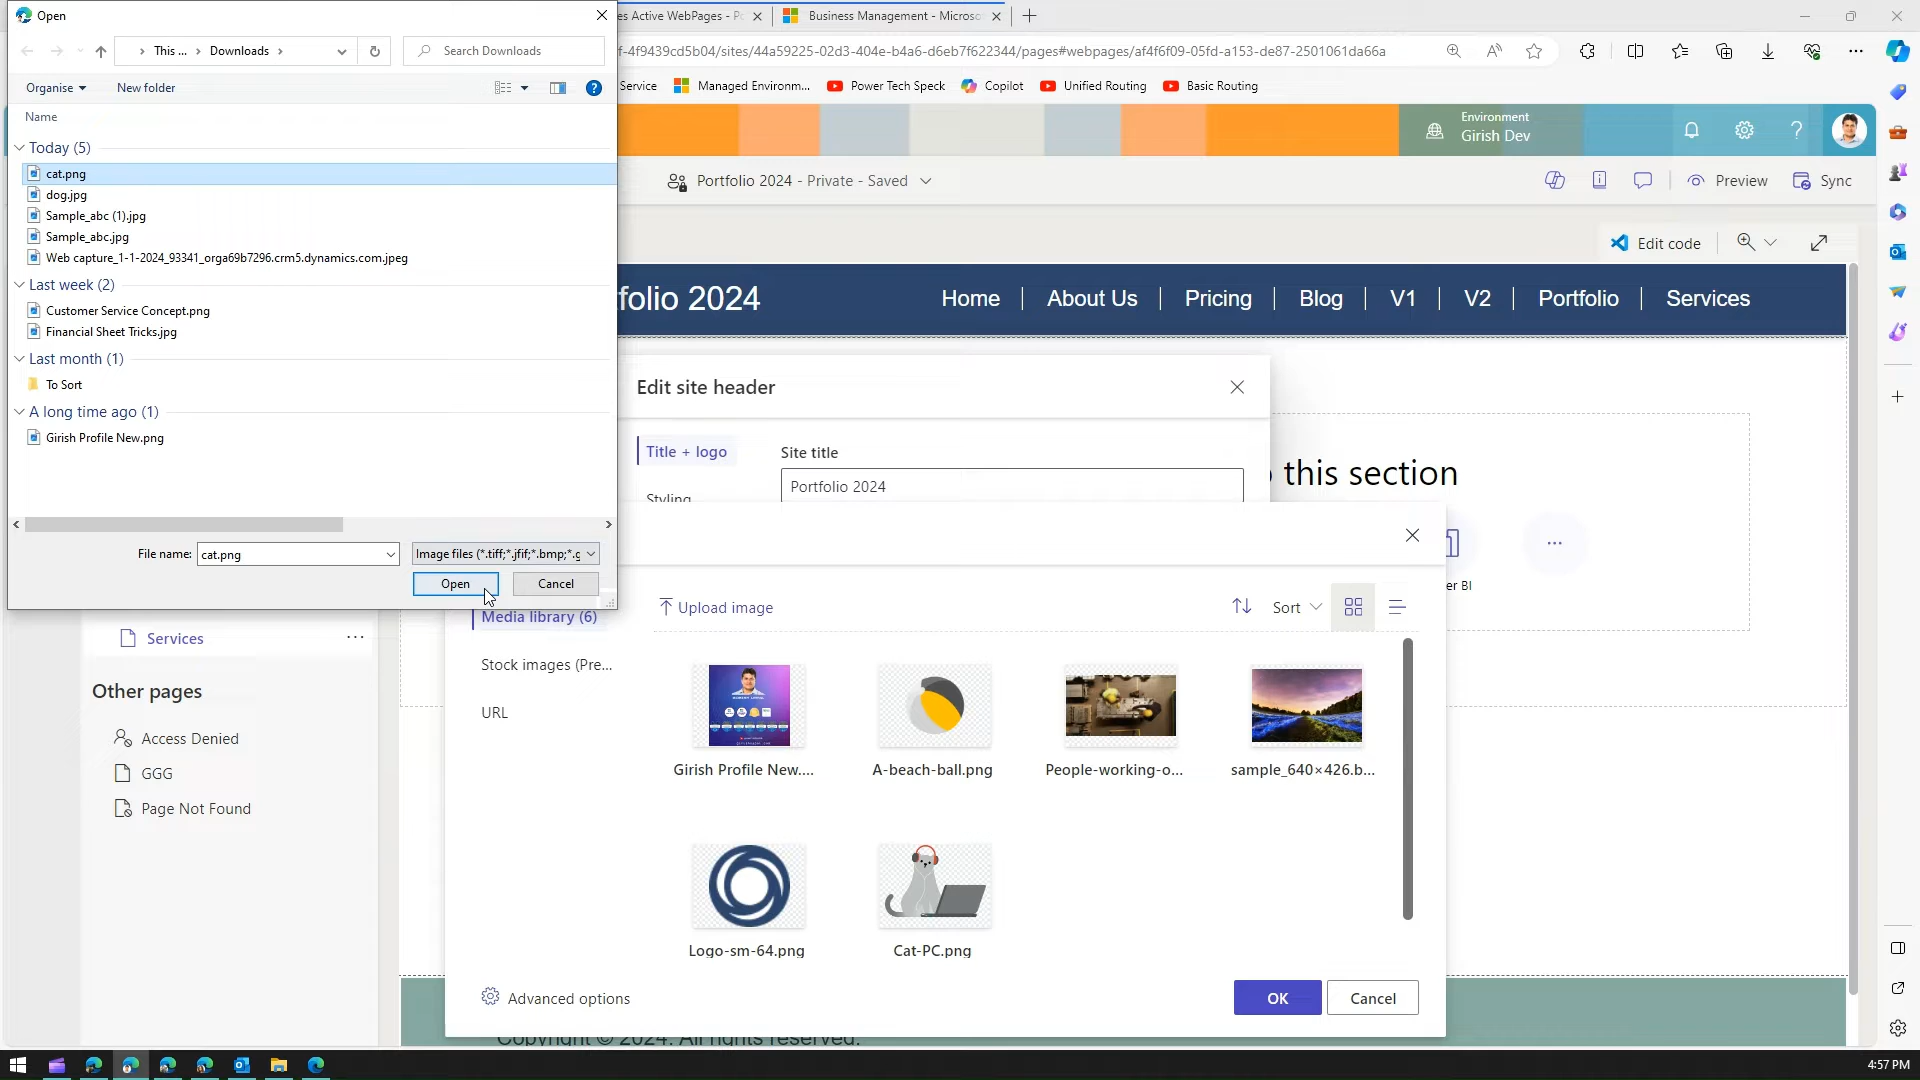 Open
es Active WebPages - Po
Business Management - Microso
This ...
Downloads
Search Downloads
f-4f9439cd5b04/sites/44a59225-02d3-404e-b4a6-d6eb7f622344/pages#webpages/af4f6f09-05fd-a153-de87-2501061da66a
Organise
New folder
Service
Managed Environm...
Power Tech Speck
Copilot
Unified Routing
Basic Routing
Name
Environment
Girish Dev
Today (5)
cat.png
dog.jpg
Sample_abc (1).jpg
Sample_abc.jpg
Web capture_1-1-2024_93341_orga69b7296.crm5.dynamics.com.jpeg
Last week (2)
Customer Service Concept.png
Financial Sheet Tricks.jpg
Last month (1)
To Sort
A long time ago (1)
Girish Profile New.png
File name:
cat.png
Image files (*.tiff;*.jfif;*.bmp;*.g
Open
Cancel
Portfolio 2024 - Private - Saved
Preview
Sync
Edit code
folio 2024
Home
About Us
Pricing
Blog
V1
V2
Portfolio
Services
Edit site header
Title + logo
Site title
Styling
Portfolio 2024
this section
er BI
Upload image
Sort
Media library (6)
Stock images (Pre...
URL
Girish Profile New....
A-beach-ball.png
People-working-o...
sample_640×426.b...
Logo-sm-64.png
Cat-PC.png
Advanced options
OK
Cancel
Services
Other pages
Access Denied
GGG
Page Not Found
Copyright © 2024. All rights reserved.
4:57 PM